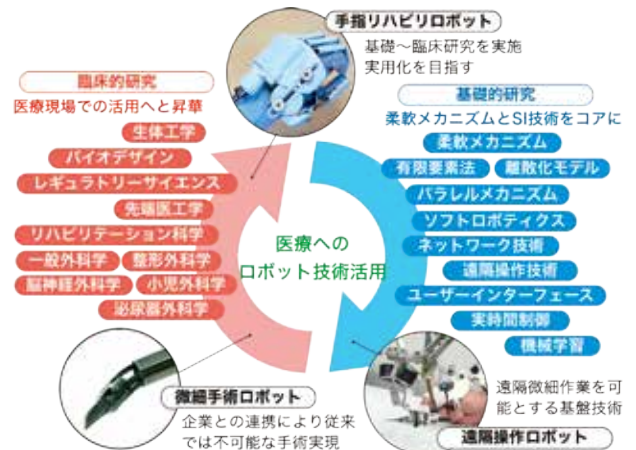 手指リハビリロボット
基礎~臨床研究を実施
実用化を目指す
臨床的研究
医療現場での活用へと昇華
生体工学
バイオデザイン
レギュラトリーサイエンス
先端医工学
リハビリテーション科学
一般外科学 整形外科学
脳神経外科学 小児外科学
泌尿器外科学
基礎的研究
柔軟メカニズムとSI技術をコアに
柔軟メカニズム
有限要素法 離散化モデル
パラレルメカニズム
ソフトロボティクス
ネットワーク技術
遠隔操作技術
ユーザーインターフェース
実時間制御
機械学習
医療への
ロボット技術活用
微細手術ロボット
企業との連携により従来
では不可能な手術実現
遠隔微細作業を可
能とする基盤技術
遠隔操作ロボット